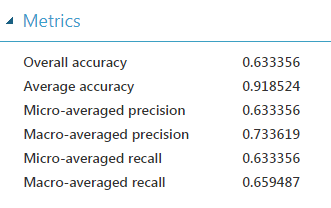 Metrics
Overall accuracy 0.633356
Average accuracy 0.918524
Micro-averaged precision 0.633356
Macro-averaged precision 0.733619
Micro-averaged recall 0.633356
Macro-averaged recall 0.659487